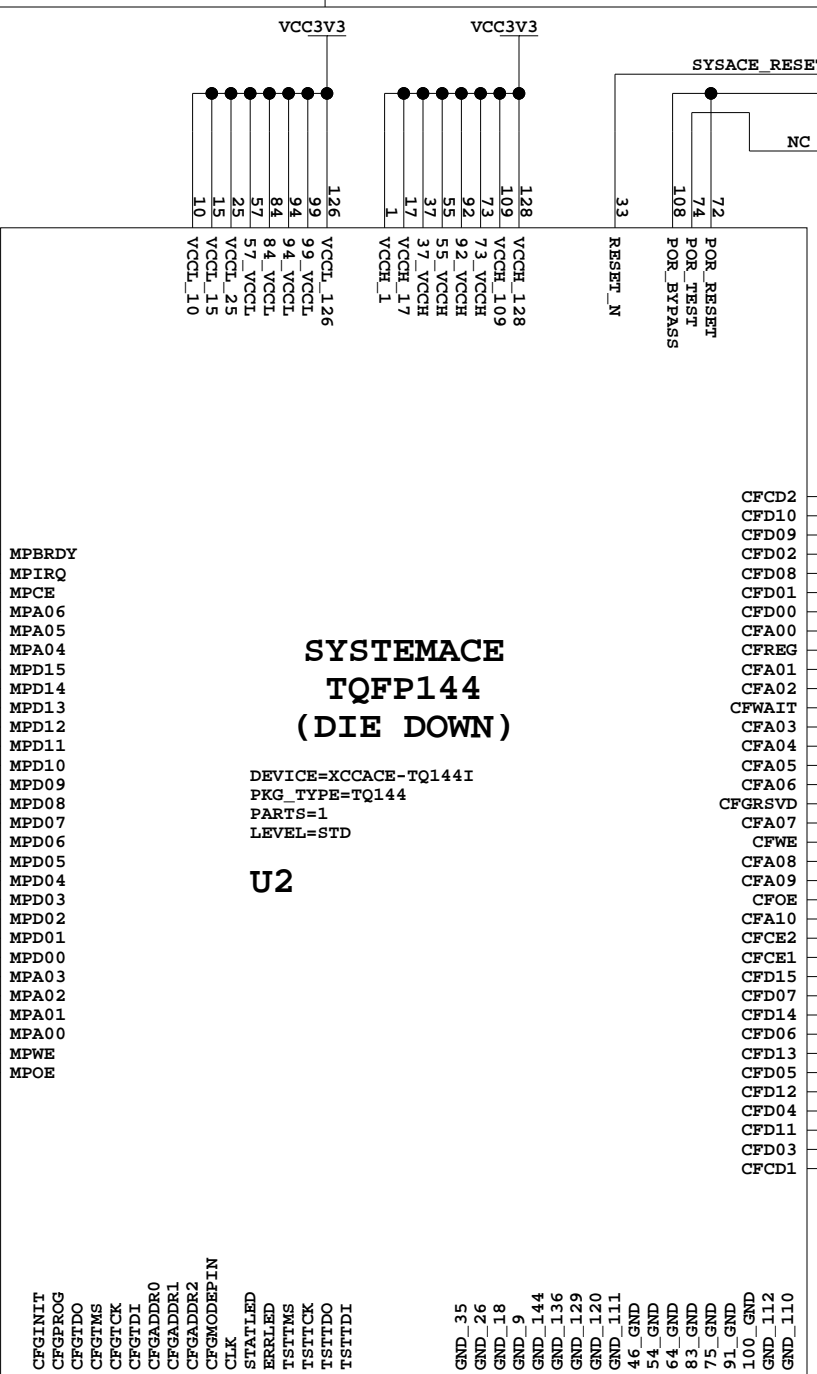 VCC3V3
VCC3V3
SYSACE_RESET
NC
10
15
25
57
84
94
99
126
1
17
37
55
92
73
109
128
33
108
74
72
VCCL_10
VCCL_15
VCCL_25
57_VCCL
84_VCCL
94_VCCL
99_VCCL
VCCL_126
VCCH_1
VCCH_17
37_VCCH
55_VCCH
92_VCCH
73_VCCH
VCCH_109
VCCH_128
RESET_N
POR_BYPASS
POR_TEST
POR_RESET
MPBRDY
MPIRQ
MPCE
MPA06
MPA05
MPA04
MPD15
MPD14
MPD13
MPD12
MPD11
MPD10
MPD09
MPD08
MPD07
MPD06
MPD05
MPD04
MPD03
MPD02
MPD01
MPD00
MPA03
MPA02
MPA01
MPA00
MPWE
MPOE
SYSTEMACE
TQFP144
(DIE DOWN)
DEVICE=XCCACE-TQ144I
PKG_TYPE=TQ144
PARTS=1
LEVEL=STD
U2
CFCD2
CFD10
CFD09
CFD02
CFD08
CFD01
CFD00
CFA00
CFREG
CFA01
CFA02
CFWAIT
CFA03
CFA04
CFA05
CFA06
CFGRSVD
CFA07
CFWE
CFA08
CFA09
CFOE
CFA10
CFCE2
CFCE1
CFD15
CFD07
CFD14
CFD06
CFD13
CFD05
CFD12
CFD04
CFD11
CFD03
CFCD1
CFGINIT
CFGPROG
CFGTDO
CFGTMS
CFGTCK
CFGTDI
CFGADDR0
CFGADDR1
CFGADDR2
CFGMODEPIN
CLK
STATLED
ERRLED
TSTTMS
TSTTCK
TSTTDO
TSTTDI
GND_35
GND_26
GND_18
GND_9
GND_144
GND_136
GND_129
GND_120
GND_111
46_GND
54_GND
64_GND
83_GND
75_GND
91_GND
100_GND
GND_112
GND_110